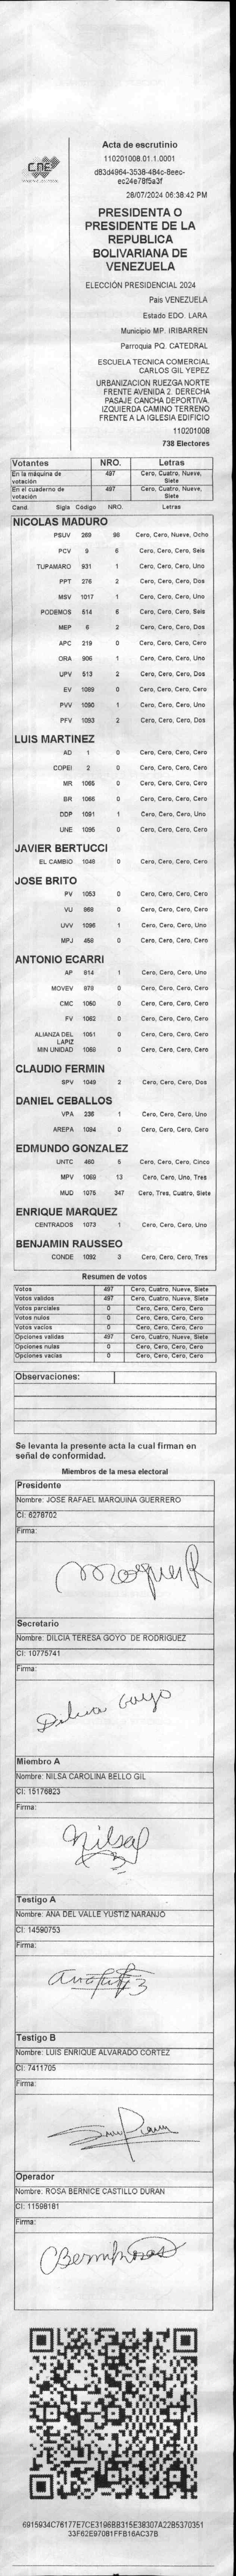 CNE
Acta de escrutinio
110201008.01.1.0001
d83d4964-3538-484c-8eec-
ec24e78f5a3f
28/07/2024 06:38:42 PM
PRESIDENTA O
PRESIDENTE DE LA
REPUBLICA
BOLIVARIANA DE
VENEZUELA
ELECCIÓN PRESIDENCIAL 2024
Pais VENEZUELA
Estado EDO. LARA
Municipio MP. IRIBARREN
Parroquia PQ. CATEDRAL
ESCUELA TECNICA COMERCIAL
CARLOS GIL YEPEZ
URBANIZACION RUEZGA NORTE
FRENTE AVENIDA 2. DERECHA
PASAJE CANCHA DEPORTIVA.
IZQUIERDA CAMINO TERRENO
FRENTE A LA IGLESIA EDIFICIO
110201008
738 Electores
Votantes NRO. Letras
En la máquina de votación 497 Cero, Cuatro, Nueve, Siete
En el cuaderno de votación 497 Cero, Cuatro, Nueve, Siete
Cand. Sigla Código NRO. Letras
NICOLAS MADURO
PSUV 269 98 Cero, Cero, Nueve, Ocho
PCV 9 6 Cero, Cero, Cero, Seis
TUPAMARO 931 1 Cero, Cero, Cero, Uno
PPT 276 2 Cero, Cero, Cero, Dos
MSV 1017 1 Cero, Cero, Cero, Uno
PODEMOS 514 6 Cero, Cero, Cero, Seis
MEP 6 2 Cero, Cero, Cero, Dos
APC 219 0 Cero, Cero, Cero, Cero
ORA 906 1 Cero, Cero, Cero, Uno
UPV 513 2 Cero, Cero, Cero, Dos
EV 1089 0 Cero, Cero, Cero, Cero
PVV 1090 1 Cero, Cero, Cero, Uno
PFV 1093 2 Cero, Cero, Cero, Dos
LUIS MARTINEZ
AD 1 0 Cero, Cero, Cero, Cero
COPEI 2 0 Cero, Cero, Cero, Cero
MR 1065 0 Cero, Cero, Cero, Cero
BR 1066 0 Cero, Cero, Cero, Cero
DDP 1091 1 Cero, Cero, Cero, Uno
UNE 1095 0 Cero, Cero, Cero, Cero
JAVIER BERTUCCI
EL CAMBIO 1048 0 Cero, Cero, Cero, Cero
JOSE BRITO
PV 1053 0 Cero, Cero, Cero, Cero
VU 868 0 Cero, Cero, Cero, Cero
UVV 1096 1 Cero, Cero, Cero, Uno
MPJ 458 0 Cero, Cero, Cero, Cero
ANTONIO ECARRI
AP 814 1 Cero, Cero, Cero, Uno
MOVEV 978 0 Cero, Cero, Cero, Cero
CMC 1060 0 Cero, Cero, Cero, Cero
FV 1062 0 Cero, Cero, Cero, Cero
ALIANZA DEL LAPIZ 1051 0 Cero, Cero, Cero, Cero
MIN UNIDAD 1068 0 Cero, Cero, Cero, Cero
CLAUDIO FERMIN
SPV 1049 2 Cero, Cero, Cero, Dos
DANIEL CEBALLOS
VPA 236 1 Cero, Cero, Cero, Uno
AREPA 1094 0 Cero, Cero, Cero, Cero
EDMUNDO GONZALEZ
UNTC 460 5 Cero, Cero, Cero, Cinco
MPV 1069 13 Cero, Cero, Uno, Tres
MUD 1075 347 Cero, Tres, Cuatro, Siete
ENRIQUE MARQUEZ
CENTRADOS 1073 1 Cero, Cero, Cero, Uno
BENJAMIN RAUSSEO
CONDE 1092 3 Cero, Cero, Cero, Tres
Resumen de votos
Votos 497 Cero, Cuatro, Nueve, Siete
Votos validos 497 Cero, Cuatro, Nueve, Siete
Votos parciales 0 Cero, Cero, Cero, Cero
Votos nulos 0 Cero, Cero, Cero, Cero
Votos vacios 0 Cero, Cero, Cero, Cero
Opciones validas 497 Cero, Cuatro, Nueve, Siete
Opciones nulas 0 Cero, Cero, Cero, Cero
Opciones vacias 0 Cero, Cero, Cero, Cero
Observaciones:
Se levanta la presente acta la cual firman en
señal de conformidad.
Miembros de la mesa electoral
Presidente
Nombre: JOSE RAFAEL MARQUINA GUERRERO
CI: 6278702
Firma:
Secretario
Nombre: DILCIA TERESA GOYO DE RODRIGUEZ
CI: 10775741
Firma:
Dilcia Goyo
Miembro A
Nombre: NILSA CAROLINA BELLO GIL
CI: 15176823
Firma:
Nilsa
Testigo A
Nombre: ANA DEL VALLE YUSTIZ NARANJO
CI: 14590753
Firma:
Testigo B
Nombre: LUIS ENRIQUE ALVARADO CORTEZ
CI: 7411705
Firma:
Operador
Nombre: ROSA BERNICE CASTILLO DURAN
CI: 11598181
Firma:
6915934C76177E7CE3196BB315E38307A22B5370351
33F62E97081FFB16AC37B